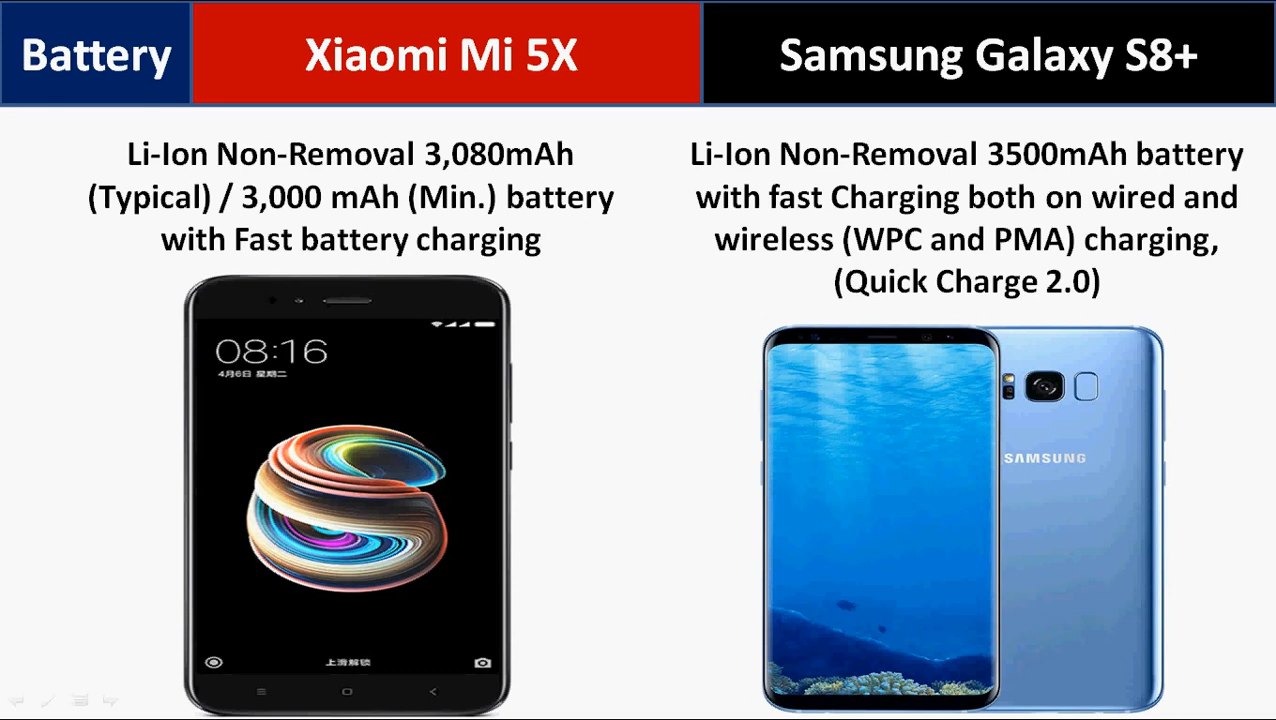 Battery
Xiaomi Mi 5X
Samsung Galaxy S8+
Li-Ion Non-Removal 3,080mAh
(Typical) / 3,000 mAh (Min.) battery
with Fast battery charging
Li-Ion Non-Removal 3500mAh battery
with fast Charging both on wired and
wireless (WPC and PMA) charging,
(Quick Charge 2.0)
08:16
4月6日 星期二
上滑解锁
SAMSUNG